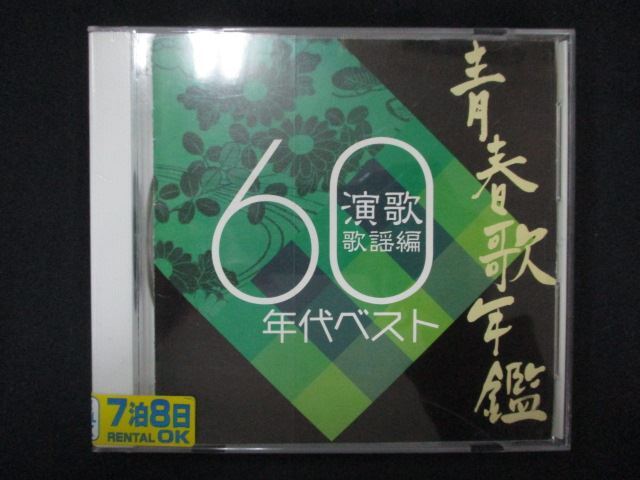 青春歌年鑑
60
演歌
歌謡編
年代ベスト
7泊8日
RENTAL OK